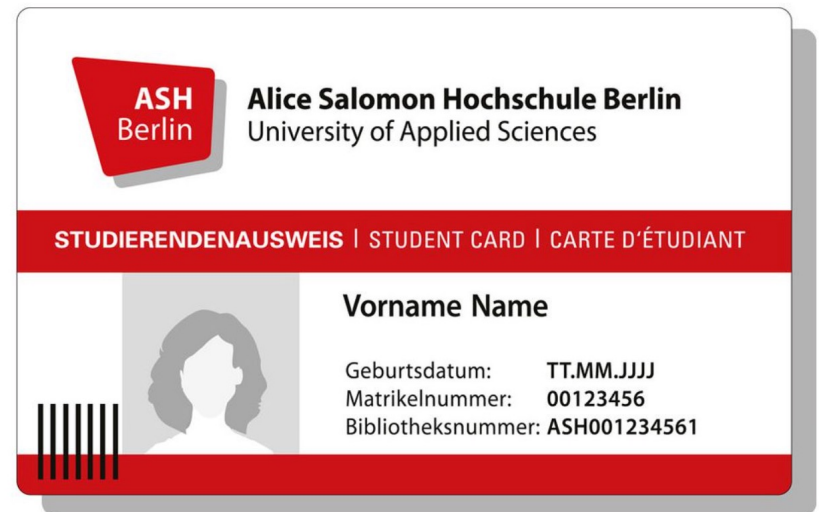 ASH
Berlin
Alice Salomon Hochschule Berlin
University of Applied Sciences
STUDIERENDENAUSWEIS | STUDENT CARD | CARTE D‘ÉTUDIANT
Vorname Name
Geburtsdatum: TT.MM.JJJJ
Matrikelnummer: 00123456
Bibliotheksnummer: ASH001234561